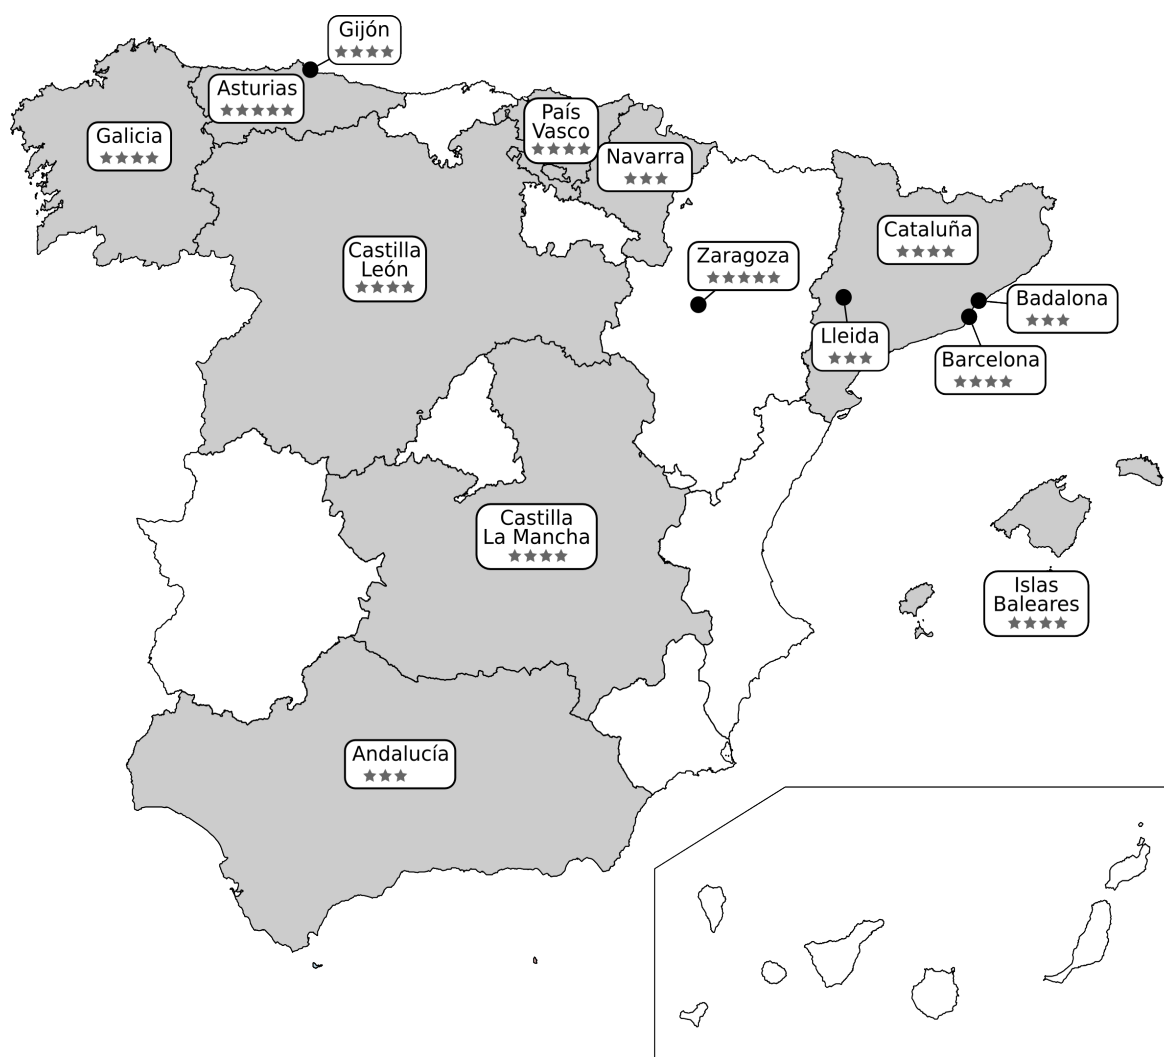 Gijón
★★★★
Asturias
★★★★★
País
Vasco
★★★★
Galicia
★★★★
Navarra
★★★
Cataluña
★★★★
Castilla
León
★★★★
Zaragoza
★★★★★
Badalona
★★★
Lleida
★★★
Barcelona
★★★★
Castilla
La Mancha
★★★★
Islas
Baleares
★★★★
Andalucía
★★★